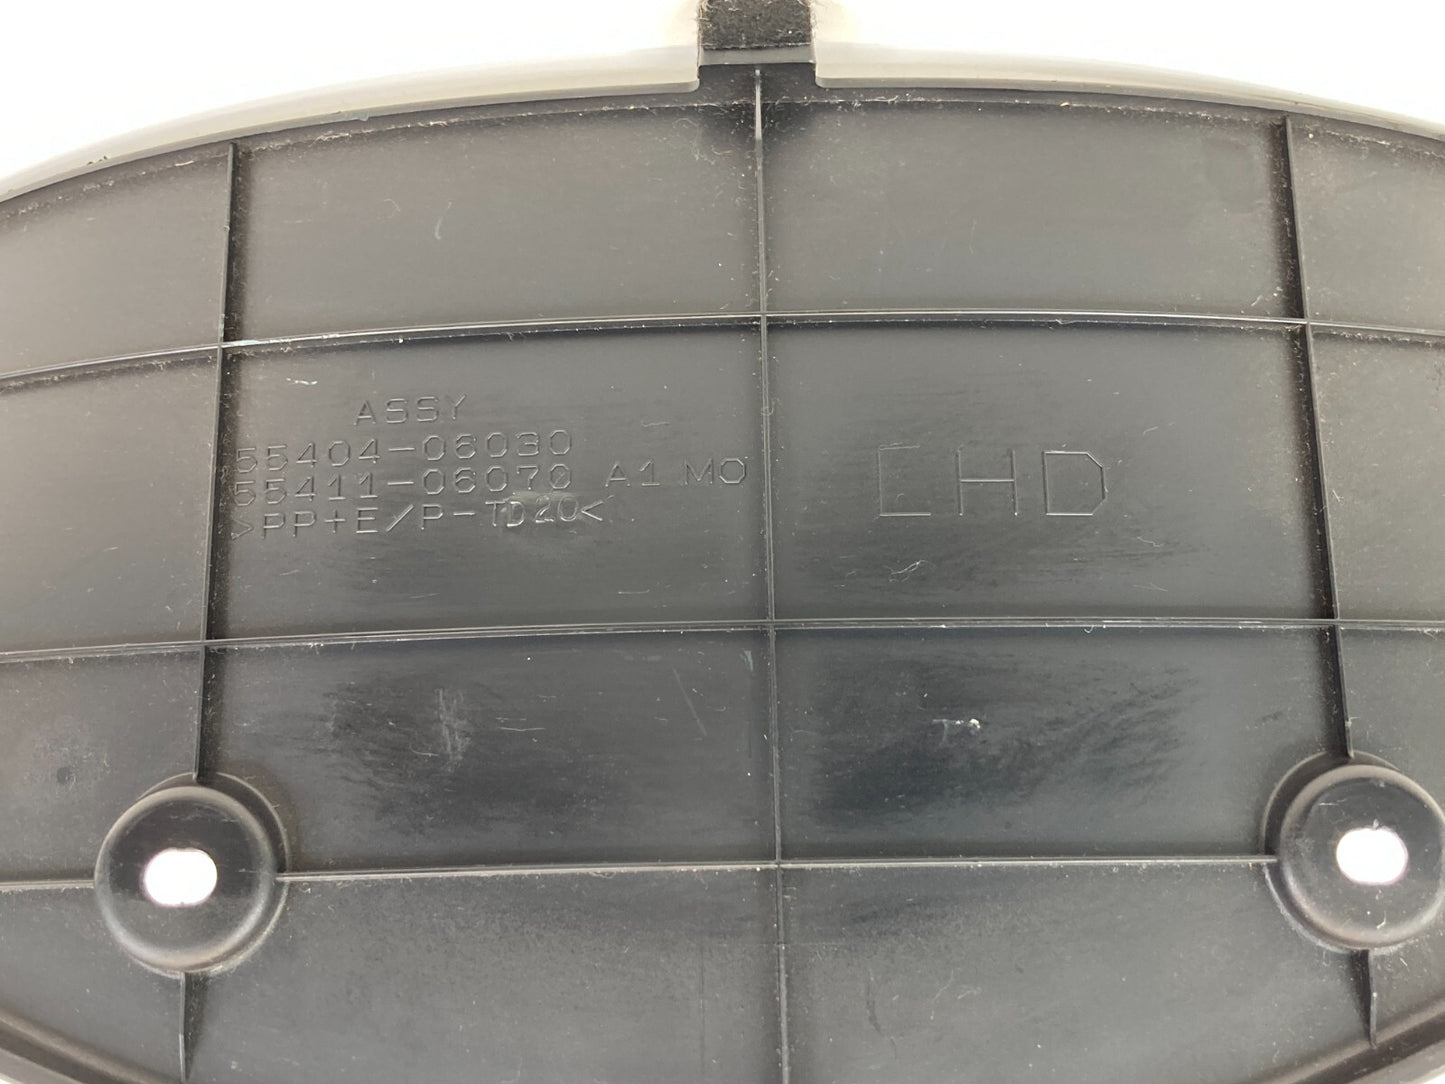 ASSY
55404-06030
55411-06070 A1 MO
>PP+E/P-TD20<
LHD